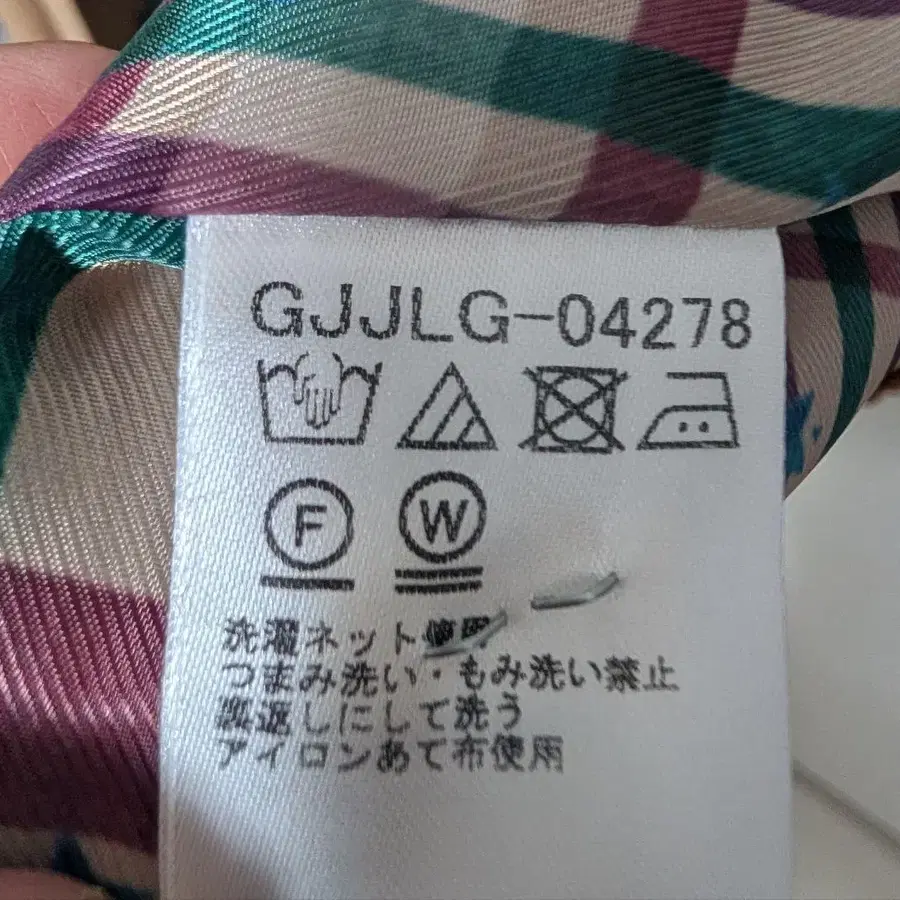 GJJLG-04278
F W
洗濯ネット使用
つまみ洗い・もみ洗い禁止
裏返しにして洗う
アイロンあて布使用